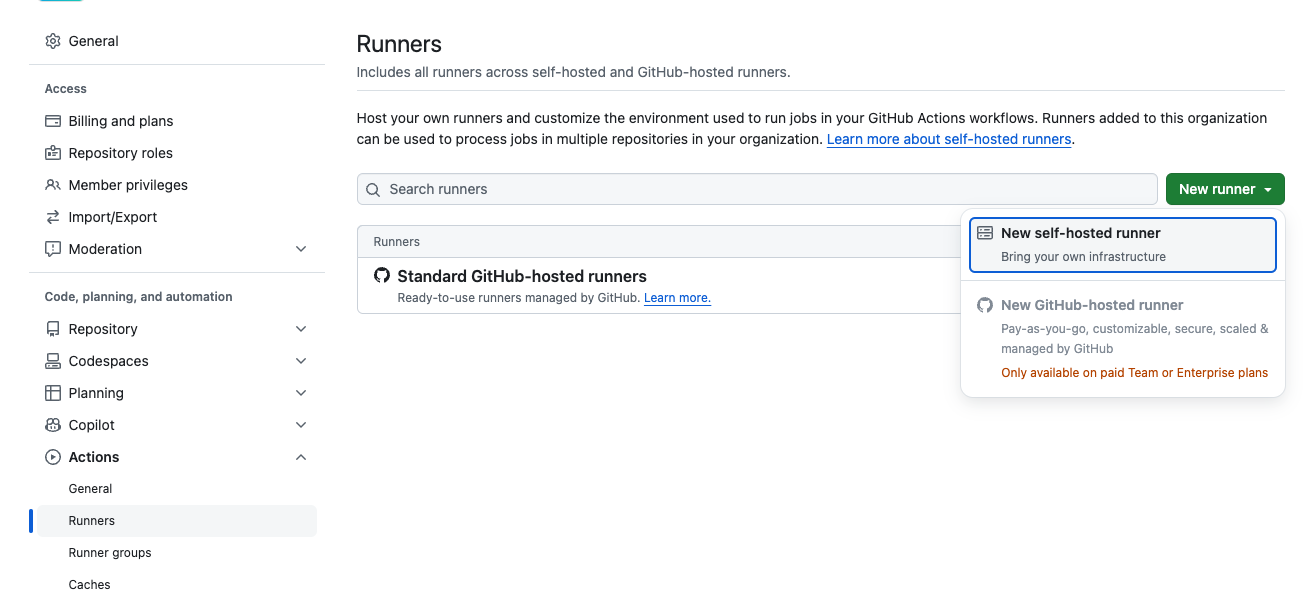 General
Access
Billing and plans
Repository roles
Member privileges
Import/Export
Moderation
Code, planning, and automation
Repository
Codespaces
Planning
Copilot
Actions
General
Runners
Runner groups
Caches
Runners
Includes all runners across self-hosted and GitHub-hosted runners.
Host your own runners and customize the environment used to run jobs in your GitHub Actions workflows. Runners added to this organization
can be used to process jobs in multiple repositories in your organization. Learn more about self-hosted runners.
Search runners
New runner
Runners
Standard GitHub-hosted runners
Ready-to-use runners managed by GitHub. Learn more.
New self-hosted runner
Bring your own infrastructure
New GitHub-hosted runner
Pay-as-you-go, customizable, secure, scaled &
managed by GitHub
Only available on paid Team or Enterprise plans